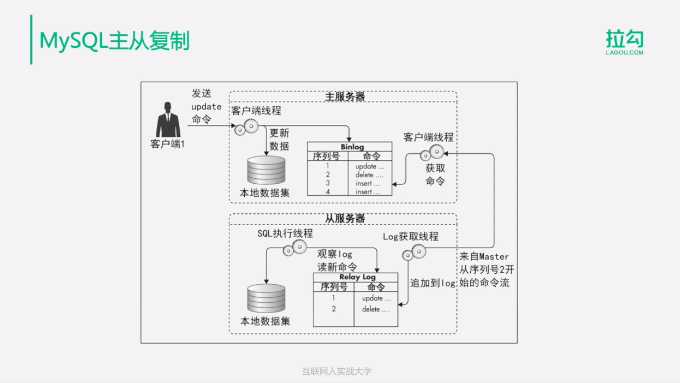 MySQL主从复制
拉勾
LAGOU.COM
发送
update
命令
客户端1
主服务器
客户端线程
更新
数据
本地数据集
Binlog
序列号 命令
1 update ...
2 delete ....
3 insert ...
4 insert ...
客户端线程
获取
命令
从服务器
SQL执行线程
观察log
读新命令
本地数据集
Relay Log
序列号 命令
1 update ...
2 delete ....
Log获取线程
追加到log
来自Master
从序列号2开
始的命令流
互联网人实战大学